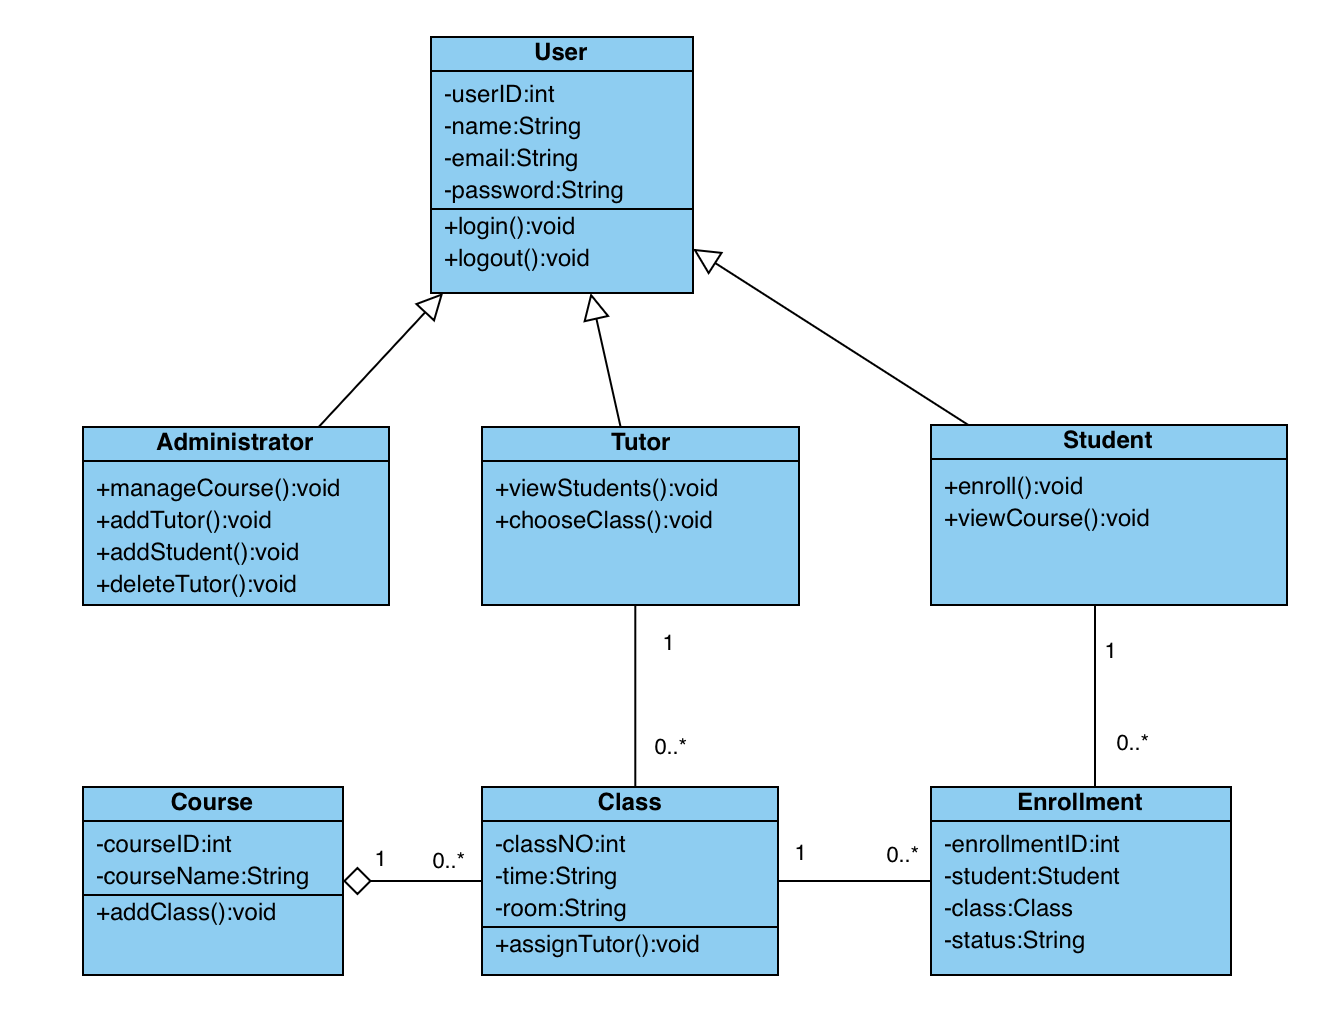 User
-userID:int
-name:String
-email:String
-password:String
+login():void
+logout():void
Administrator
+manageCourse():void
+addTutor():void
+addStudent():void
+deleteTutor():void
Tutor
+viewStudents():void
+chooseClass():void
Student
+enroll():void
+viewCourse():void
1
0..*
1
0..*
Course
-courseID:int
-courseName:String
+addClass():void
1
0..*
Class
-classNO:int
-time:String
-room:String
+assignTutor():void
1
0..*
Enrollment
-enrollmentID:int
-student:Student
-class:Class
-status:String